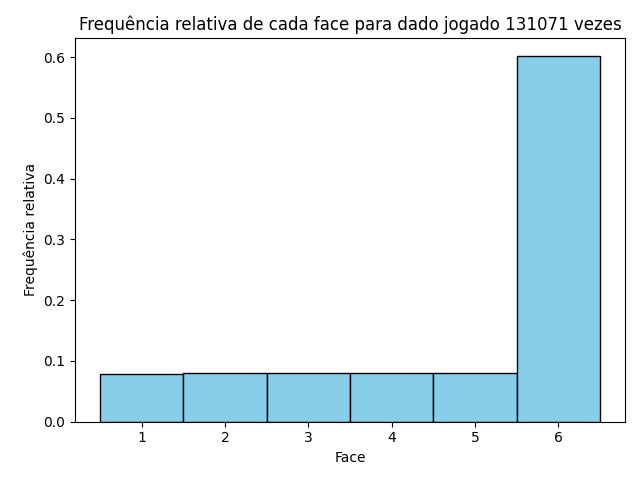 Frequência relativa de cada face para dado jogado 131071 vezes
0.6
0.5
0.4
0.3
0.2
0.1
0.0
Frequência relativa
1 2 3 4 5 6
Face